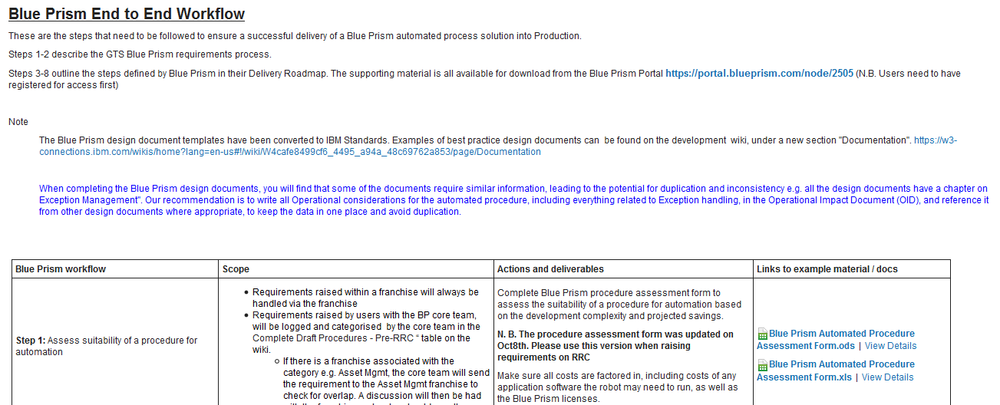 Blue Prism End to End Workflow
These are the steps that need to be followed to ensure a successful delivery of a Blue Prism automated process solution into Production.
Steps 1-2 describe the GTS Blue Prism requirements process.
Steps 3-8 outline the steps defined by Blue Prism in their Delivery Roadmap. The supporting material is all available for download from the Blue Prism Portal https://portal.blueprism.com/node/2505 (N.B. Users need to have
registered for access first)
Note
The Blue Prism design document templates have been converted to IBM Standards. Examples of best practice design documents can be found on the development wiki, under a new section "Documentation". https://w3-
connections.ibm.com/wikis/home?lang=en-us#!/wiki/W4cafe8499cf6_4495_a94a_48c69762a853/page/Documentation
When completing the Blue Prism design documents, you will find that some of the documents require similar information, leading to the potential for duplication and inconsistency e.g. all the design documents have a chapter on
Exception Management". Our recommendation is to write all Operational considerations for the automated procedure, including everything related to Exception handling, in the Operational Impact Document (OID), and reference it
from other design documents where appropriate, to keep the data in one place and avoid duplication.
Blue Prism workflow
Scope
Actions and deliverables
Links to example material / docs
Step 1: Assess suitability of a procedure for
automation
• Requirements raised within a franchise will always be
handled via the franchise
• Requirements raised by users with the BP core team,
will be logged and categorised by the core team in the
Complete Draft Procedures - Pre-RRC “ table on the
wiki.
◦ If there is a franchise associated with the
category e.g. Asset Mgmt, the core team will send
the requirement to the Asset Mgmt franchise to
check for overlap. A discussion will then be had
Complete Blue Prism procedure assessment form to
assess the suitability of a procedure for automation based
on the development complexity and projected savings.
N. B. The procedure assessment form was updated on
Oct8th. Please use this version when raising
requirements on RRC
Make sure all costs are factored in, including costs of any
application software the robot may need to run, as well as
the Blue Prism licenses.
Blue Prism Automated Procedure
Assessment Form.ods | View Details
Blue Prism Automated Procedure
Assessment Form.xls | View Details